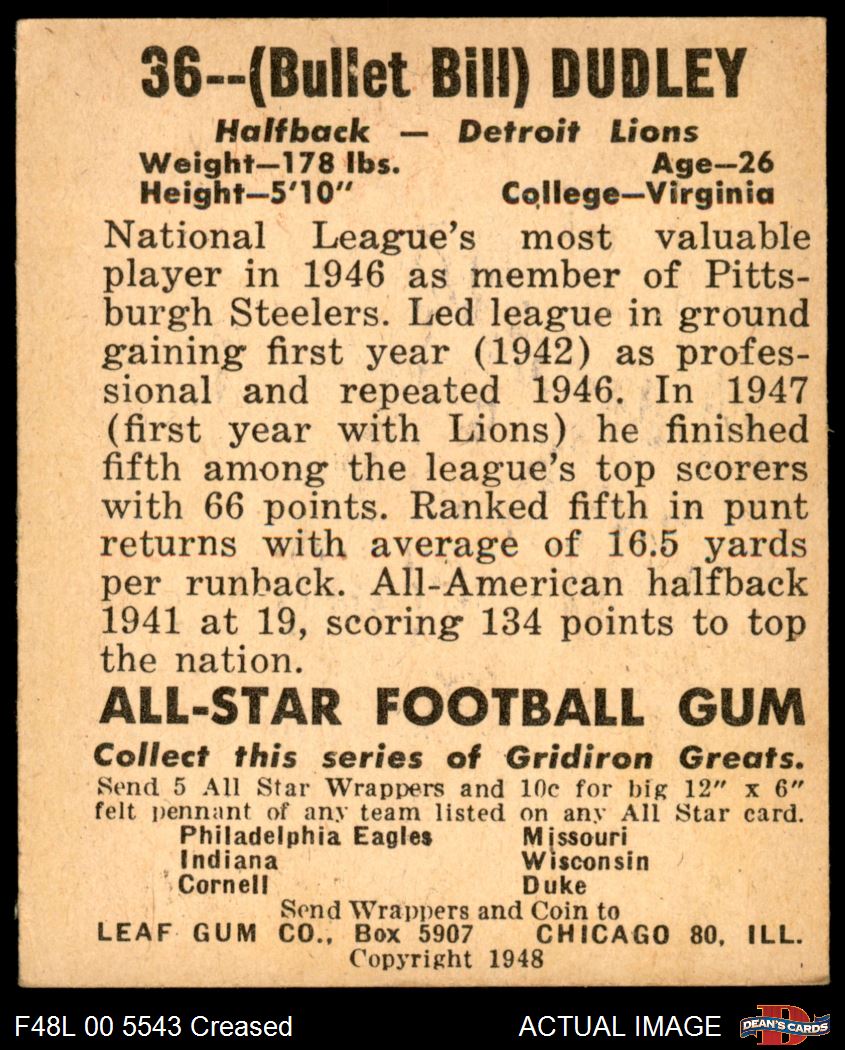 36--(Bullet Bill) DUDLEY
Halfback — Detroit Lions
Weight—178 lbs. Age—26
Height—5'10" College—Virginia
National League's most valuable
player in 1946 as member of Pitts-
burgh Steelers. Led league in ground
gaining first year (1942) as profes-
sional and repeated 1946. In 1947
(first year with Lions) he finished
fifth among the league's top scorers
with 66 points. Ranked fifth in punt
returns with average of 16.5 yards
per runback. All-American halfback
1941 at 19, scoring 134 points to top
the nation.
ALL-STAR FOOTBALL GUM
Collect this series of Gridiron Greats.
Send 5 All Star Wrappers and 10c for big 12" x 6"
felt pennant of any team listed on any All Star card.
Philadelphia Eagles Missouri
Indiana Wisconsin
Cornell Duke
Send Wrappers and Coin to
LEAF GUM CO., Box 5907 CHICAGO 80, ILL.
Copyright 1948
F48L 00 5543 Creased ACTUAL IMAGE DEAN'S CARDS